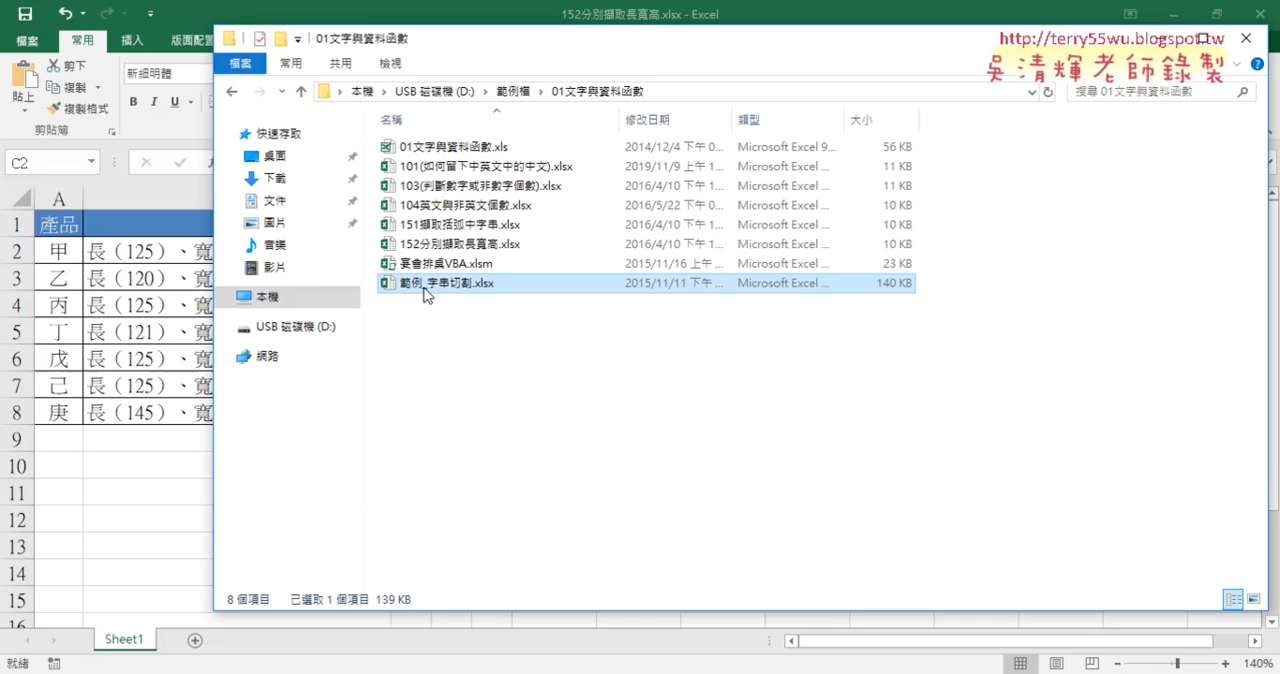 152分別擷取長寬高.xlsx - Excel
檔案
常用
插入
版面配置
剪下
複製
複製格式
貼上
剪貼簿
新細明體
B I U
C2
A
1 產品
2 甲 長（125）、寬
3 乙 長（120）、寬
4 丙 長（125）、寬
5 丁 長（121）、寬
6 戊 長（125）、寬
7 己 長（125）、寬
8 庚 長（145）、寬
9
10
11
12
13
14
15
16
Sheet1
就緒
140%
01文字與資料函數
http://terry55wu.blogspot.tw
吳清輝老師錄製
檔案 常用 共用 檢視
本機 › USB 磁碟機 (D:) › 範例檔 › 01文字與資料函數
搜尋 01文字與資料函數
快速存取
桌面
下載
文件
圖片
音樂
影片
本機
USB 磁碟機 (D:)
網路
名稱 修改日期 類型 大小
01文字與資料函數.xls 2014/12/4 下午 0... Microsoft Excel 9... 56 KB
101(如何留下中英文中的中文).xlsx 2019/11/9 上午 1... Microsoft Excel ... 11 KB
103(判斷數字或非數字個數).xlsx 2016/4/10 下午 1... Microsoft Excel ... 11 KB
104英文與非英文個數.xlsx 2016/5/22 下午 0... Microsoft Excel ... 10 KB
151擷取括弧中字串.xlsx 2016/4/10 下午 1... Microsoft Excel ... 10 KB
152分別擷取長寬高.xlsx 2016/4/10 下午 1... Microsoft Excel ... 10 KB
宴會排桌VBA.xlsm 2015/11/16 上午 ... Microsoft Excel ... 23 KB
範例_字串切割.xlsx 2015/11/11 下午 ... Microsoft Excel ... 140 KB
8 個項目 已選取 1 個項目 139 KB